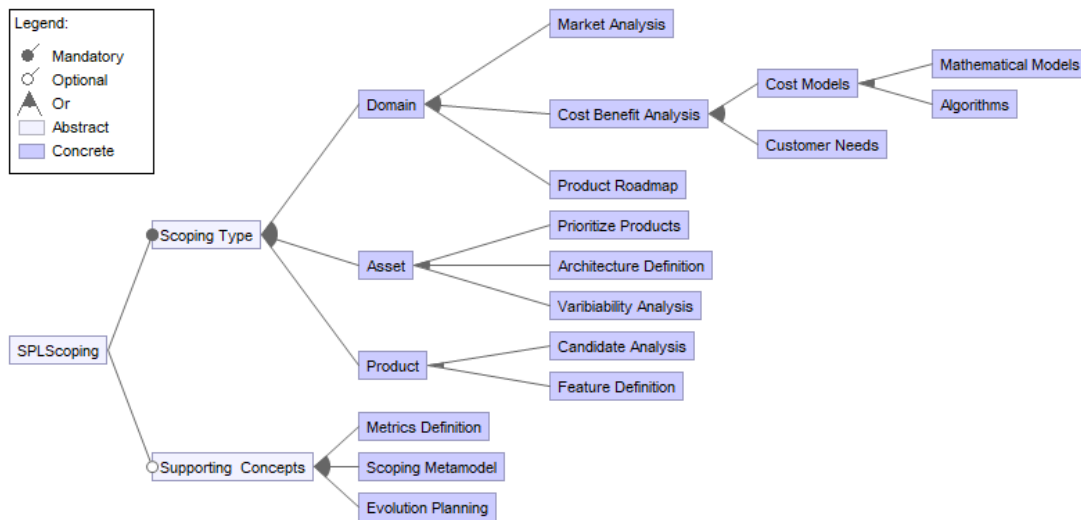 Legend:
Mandatory
Optional
Or
Abstract
Concrete
Market Analysis
Mathematical Models
Cost Models
Domain
Algorithms
Cost Benefit Analysis
Customer Needs
Product Roadmap
Prioritize Products
Scoping Type
Asset
Architecture Definition
Varbiability Analysis
SPLScoping
Candidate Analysis
Product
Feature Definition
Metrics Definition
Supporting Concepts
Scoping Metamodel
Evolution Planning